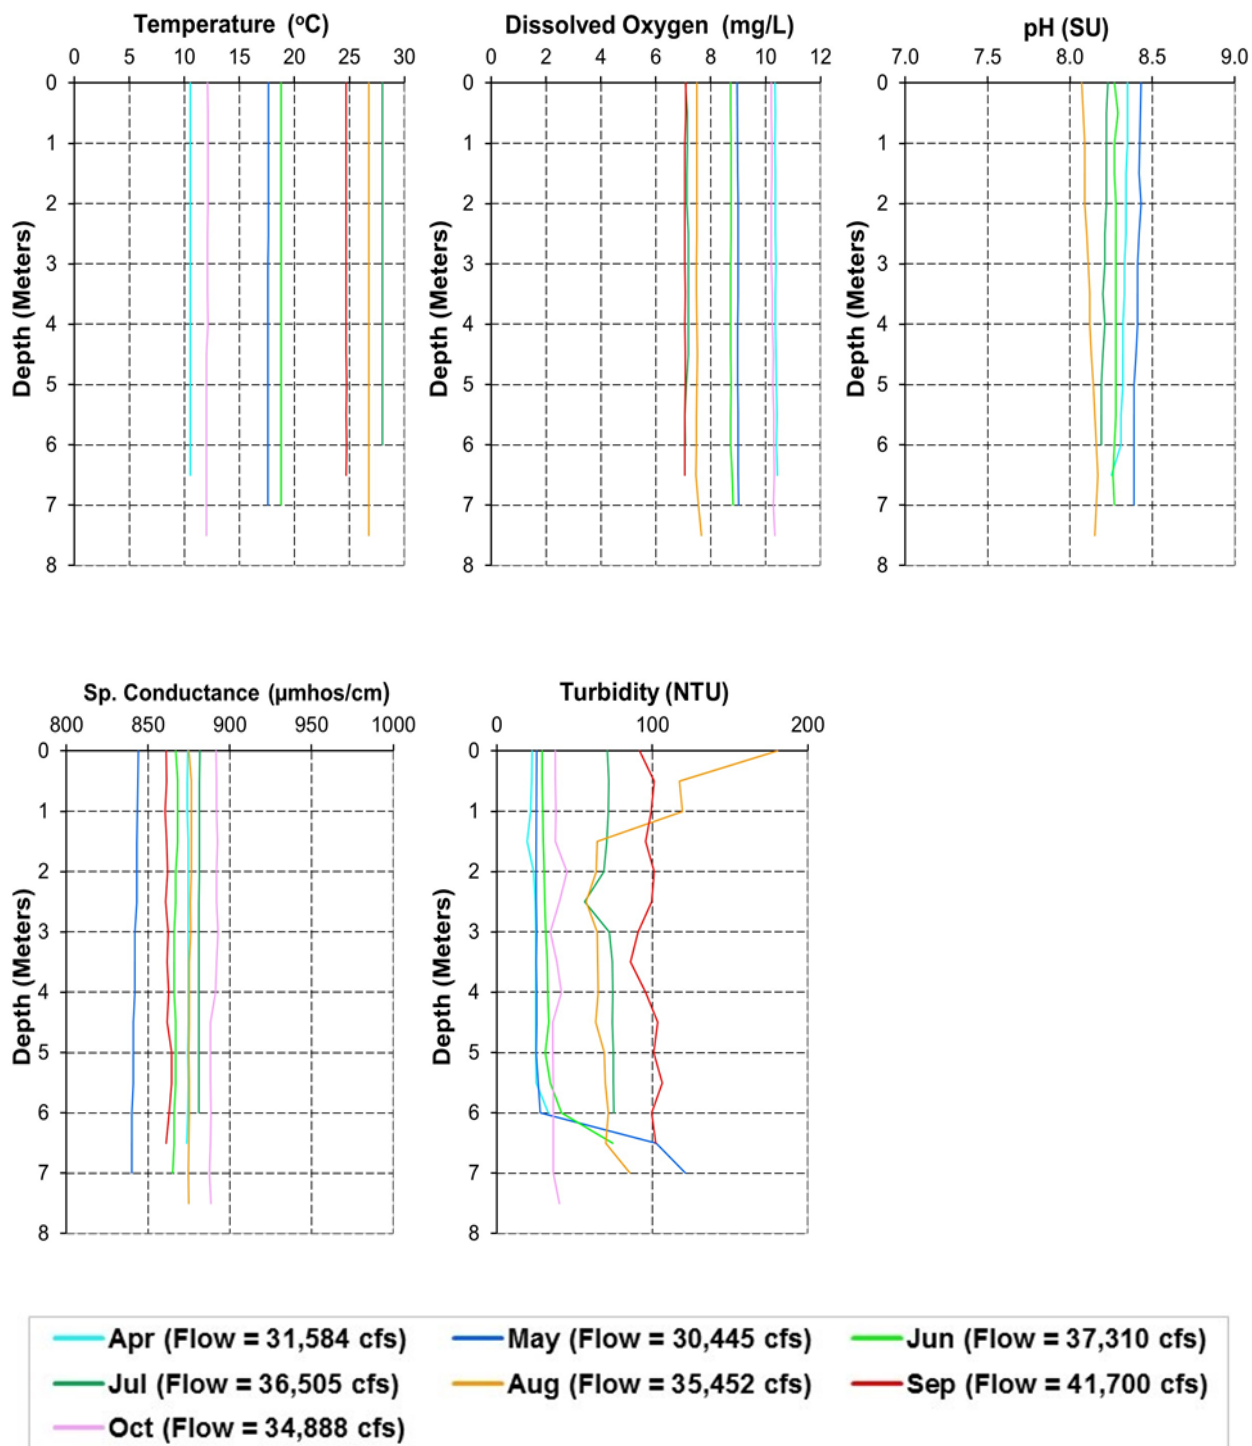 Temperature (ºC)
0 5 10 15 20 25 30
0
1
2
3
4
5
6
7
8
Depth (Meters)
Dissolved Oxygen (mg/L)
0 2 4 6 8 10 12
0
1
2
3
4
5
6
7
8
Depth (Meters)
pH (SU)
7.0 7.5 8.0 8.5 9.0
0
1
2
3
4
5
6
7
8
Depth (Meters)
Sp. Conductance (µmhos/cm)
800 850 900 950 1000
0
1
2
3
4
5
6
7
8
Depth (Meters)
Turbidity (NTU)
0 100 200
0
1
2
3
4
5
6
7
8
Depth (Meters)
Apr (Flow = 31,584 cfs) May (Flow = 30,445 cfs) Jun (Flow = 37,310 cfs)
Jul (Flow = 36,505 cfs) Aug (Flow = 35,452 cfs) Sep (Flow = 41,700 cfs)
Oct (Flow = 34,888 cfs)